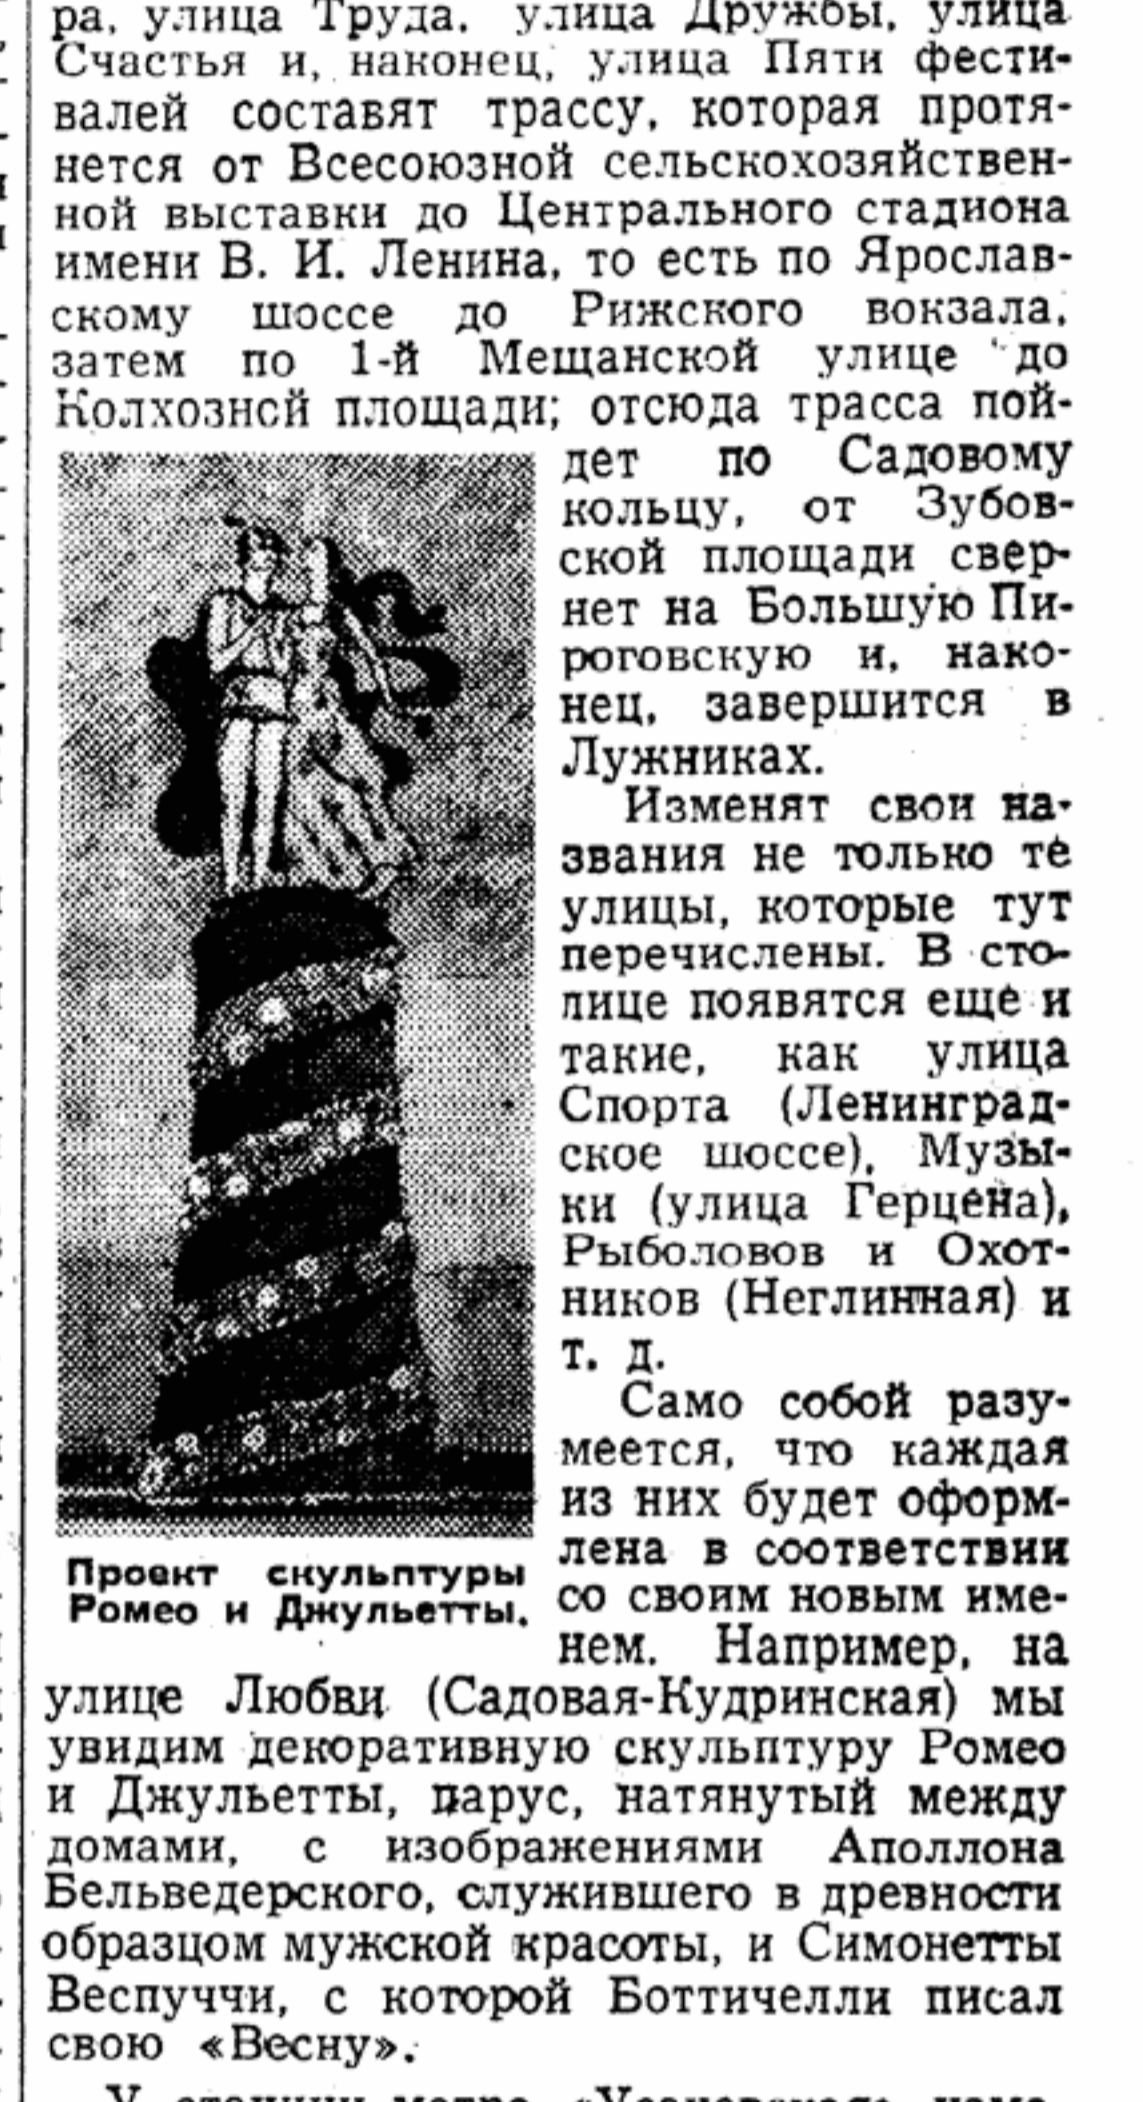 ра, улица Труда, улица Дружбы, улица
Счастья и, наконец, улица Пяти фести-
валей составят трассу, которая протя-
нется от Всесоюзной сельскохозяйствен-
ной выставки до Центрального стадиона
имени В. И. Ленина, то есть по Ярослав-
скому шоссе до Рижского вокзала,
затем по 1-й Мещанской улице до
Колхозной площади; отсюда трасса пой-
дет по Садовому
кольцу, от Зубов-
ской площади свер-
нет на Большую Пи-
роговскую и, нако-
нец, завершится в
Лужниках.
Изменят свои на-
звания не только те
улицы, которые тут
перечислены. В сто-
лице появятся еще и
такие, как улица
Спорта (Ленинград-
ское шоссе), Музы-
ки (улица Герцена),
Рыболовов и Охот-
ников (Неглинная) и
т. д.
Само собой разу-
меется, что каждая
из них будет оформ-
лена в соответствии
со своим новым име-
нем. Например, на
улице Любви (Садовая-Кудринская) мы
увидим декоративную скульптуру Ромео
и Джульетты, парус, натянутый между
домами, с изображениями Аполлона
Бельведерского, служившего в древности
образцом мужской красоты, и Симонетты
Веспуччи, с которой Боттичелли писал
свою «Весну».
Проект скульптуры
Ромео и Джульетты.